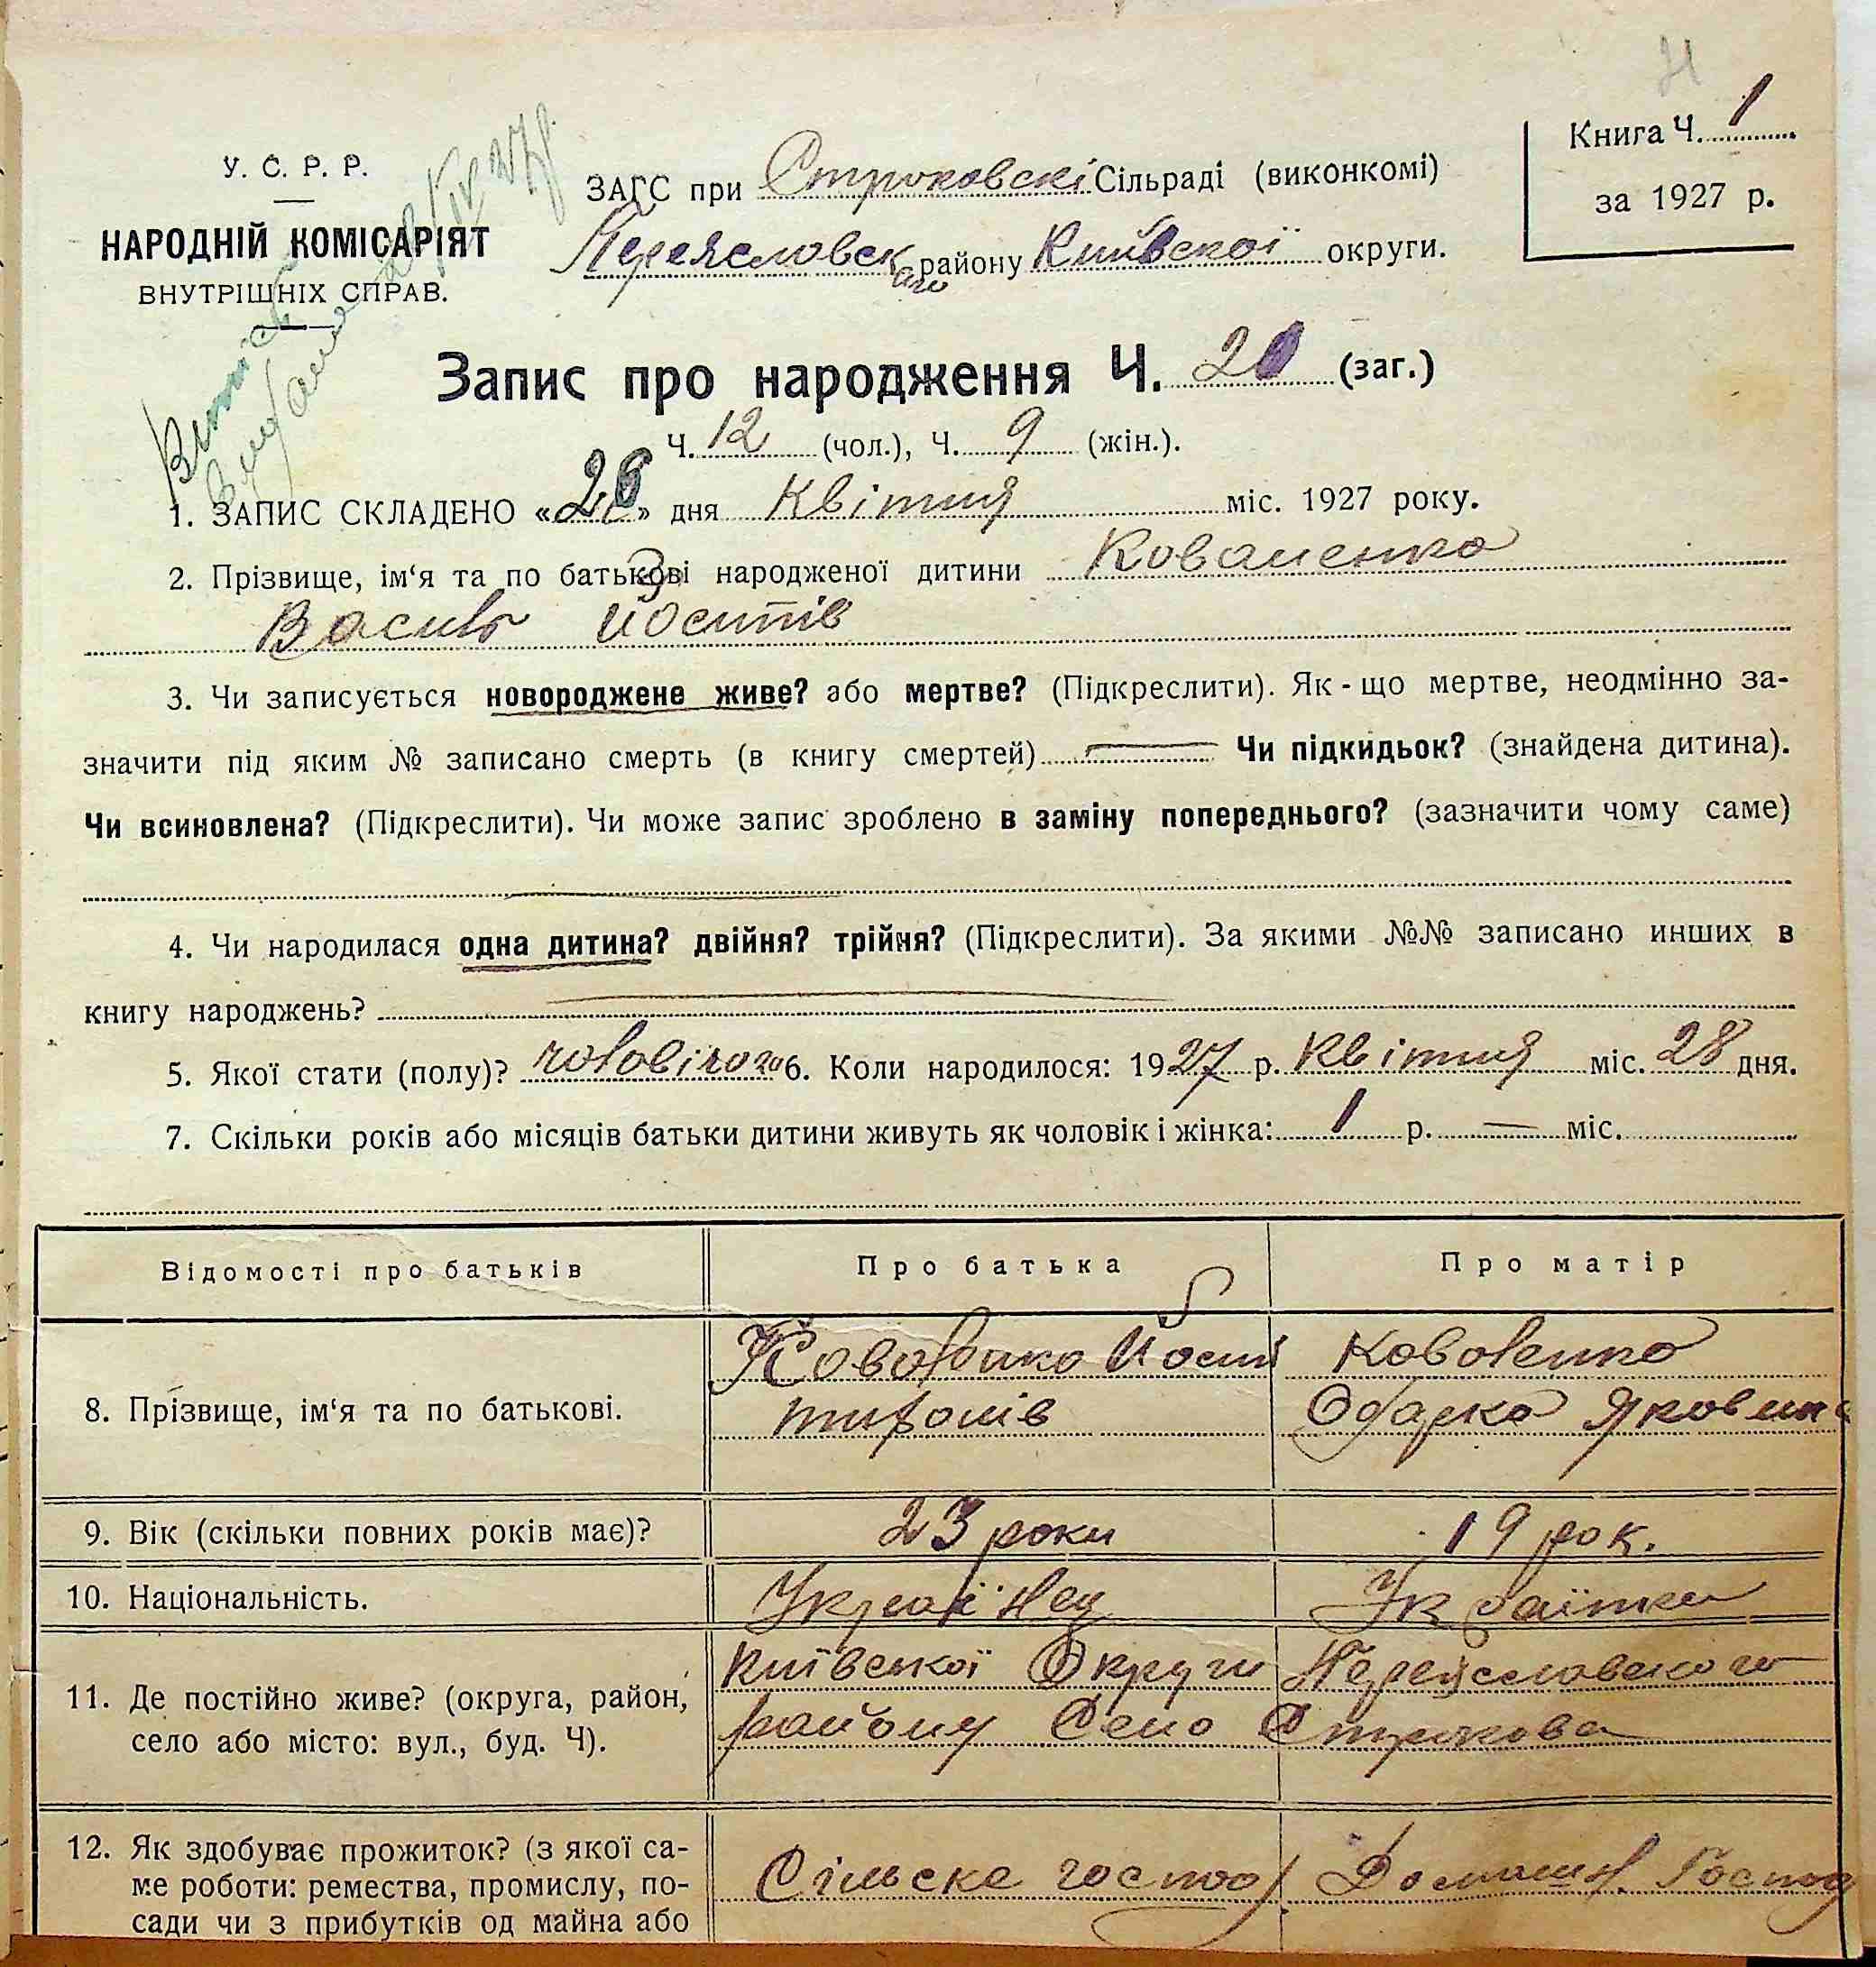 У. С. Р. Р.
НАРОДНІЙ КОМІСАРІЯТ
ВНУТРІШНІХ СПРАВ.
ЗАГС при Строковскі Сільраді (виконкомі)
Переясловск аго району Київскої округи.
Книга Ч. 1
за 1927 р.
Запис про народження Ч. 20 (заг.)
Ч. 12 (чол.), Ч. 9 (жін.).
1. ЗАПИС СКЛАДЕНО «28» дня Квітня міс. 1927 року.
2. Прізвище, ім‘я та по батькові народженої дитини Коваленко
Василь Йосипів
3. Чи записується новороджене живе? або мертве? (Підкреслити). Як - що мертве, неодмінно за-
значити під яким № записано смерть (в книгу смертей) — Чи підкидьок? (знайдена дитина).
Чи всиновлена? (Підкреслити). Чи може запис зроблено в заміну попереднього? (зазначити чому саме)
4. Чи народилася одна дитина? двійня? трійня? (Підкреслити). За якими №№ записано инших в
книгу народжень?
5. Якої стати (полу)? чоловічого 6. Коли народилося: 1927 р. Квітня міс. 28 дня.
7. Скільки років або місяців батьки дитини живуть як чоловік і жінка: 1 р. — міс.
Відомості про батьків Про батька Про матір
8. Прізвище, ім‘я та по батькові.
Коваленко Йосип
Коваленко
Одарка Яковна
9. Вік (скільки повних років має)? 23 роки 19 рок.
10. Національність. Українец Українка
11. Де постійно живе? (округа, район,
село або місто: вул., буд. Ч).
Київської Округи Переясловского
району Село Строкова
12. Як здобуває прожиток? (з якої са-
ме роботи: ремества, промислу, по-
сади чи з прибутків од майна або
Сільске господ. Домашн. Господ